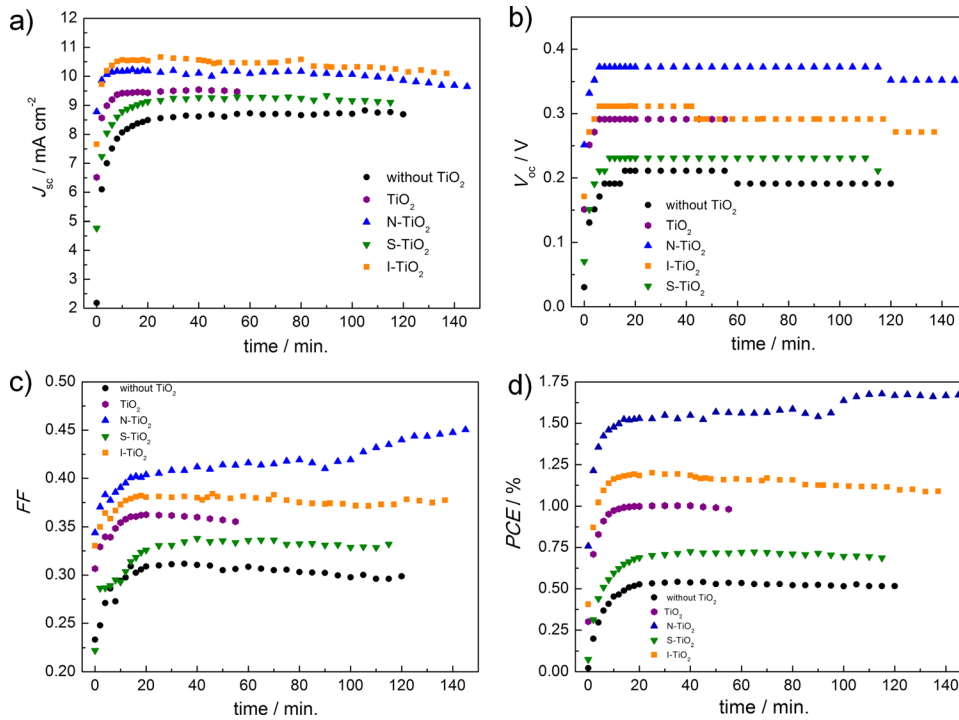 a)
J_sc / mA cm⁻²
12
11
10
9
8
7
6
5
4
3
2
0 20 40 60 80 100 120 140
time / min.
without TiO₂
TiO₂
N-TiO₂
S-TiO₂
I-TiO₂
b)
V_oc / V
0.4
0.3
0.2
0.1
0.0
0 20 40 60 80 100 120 140
time / min.
without TiO₂
TiO₂
N-TiO₂
I-TiO₂
S-TiO₂
c)
FF
0.50
0.45
0.40
0.35
0.30
0.25
0.20
0 20 40 60 80 100 120 140
time / min.
without TiO₂
TiO₂
N-TiO₂
S-TiO₂
I-TiO₂
d)
PCE / %
1.75
1.50
1.25
1.00
0.75
0.50
0.25
0.00
0 20 40 60 80 100 120 140
time / min.
without TiO₂
TiO₂
N-TiO₂
S-TiO₂
I-TiO₂